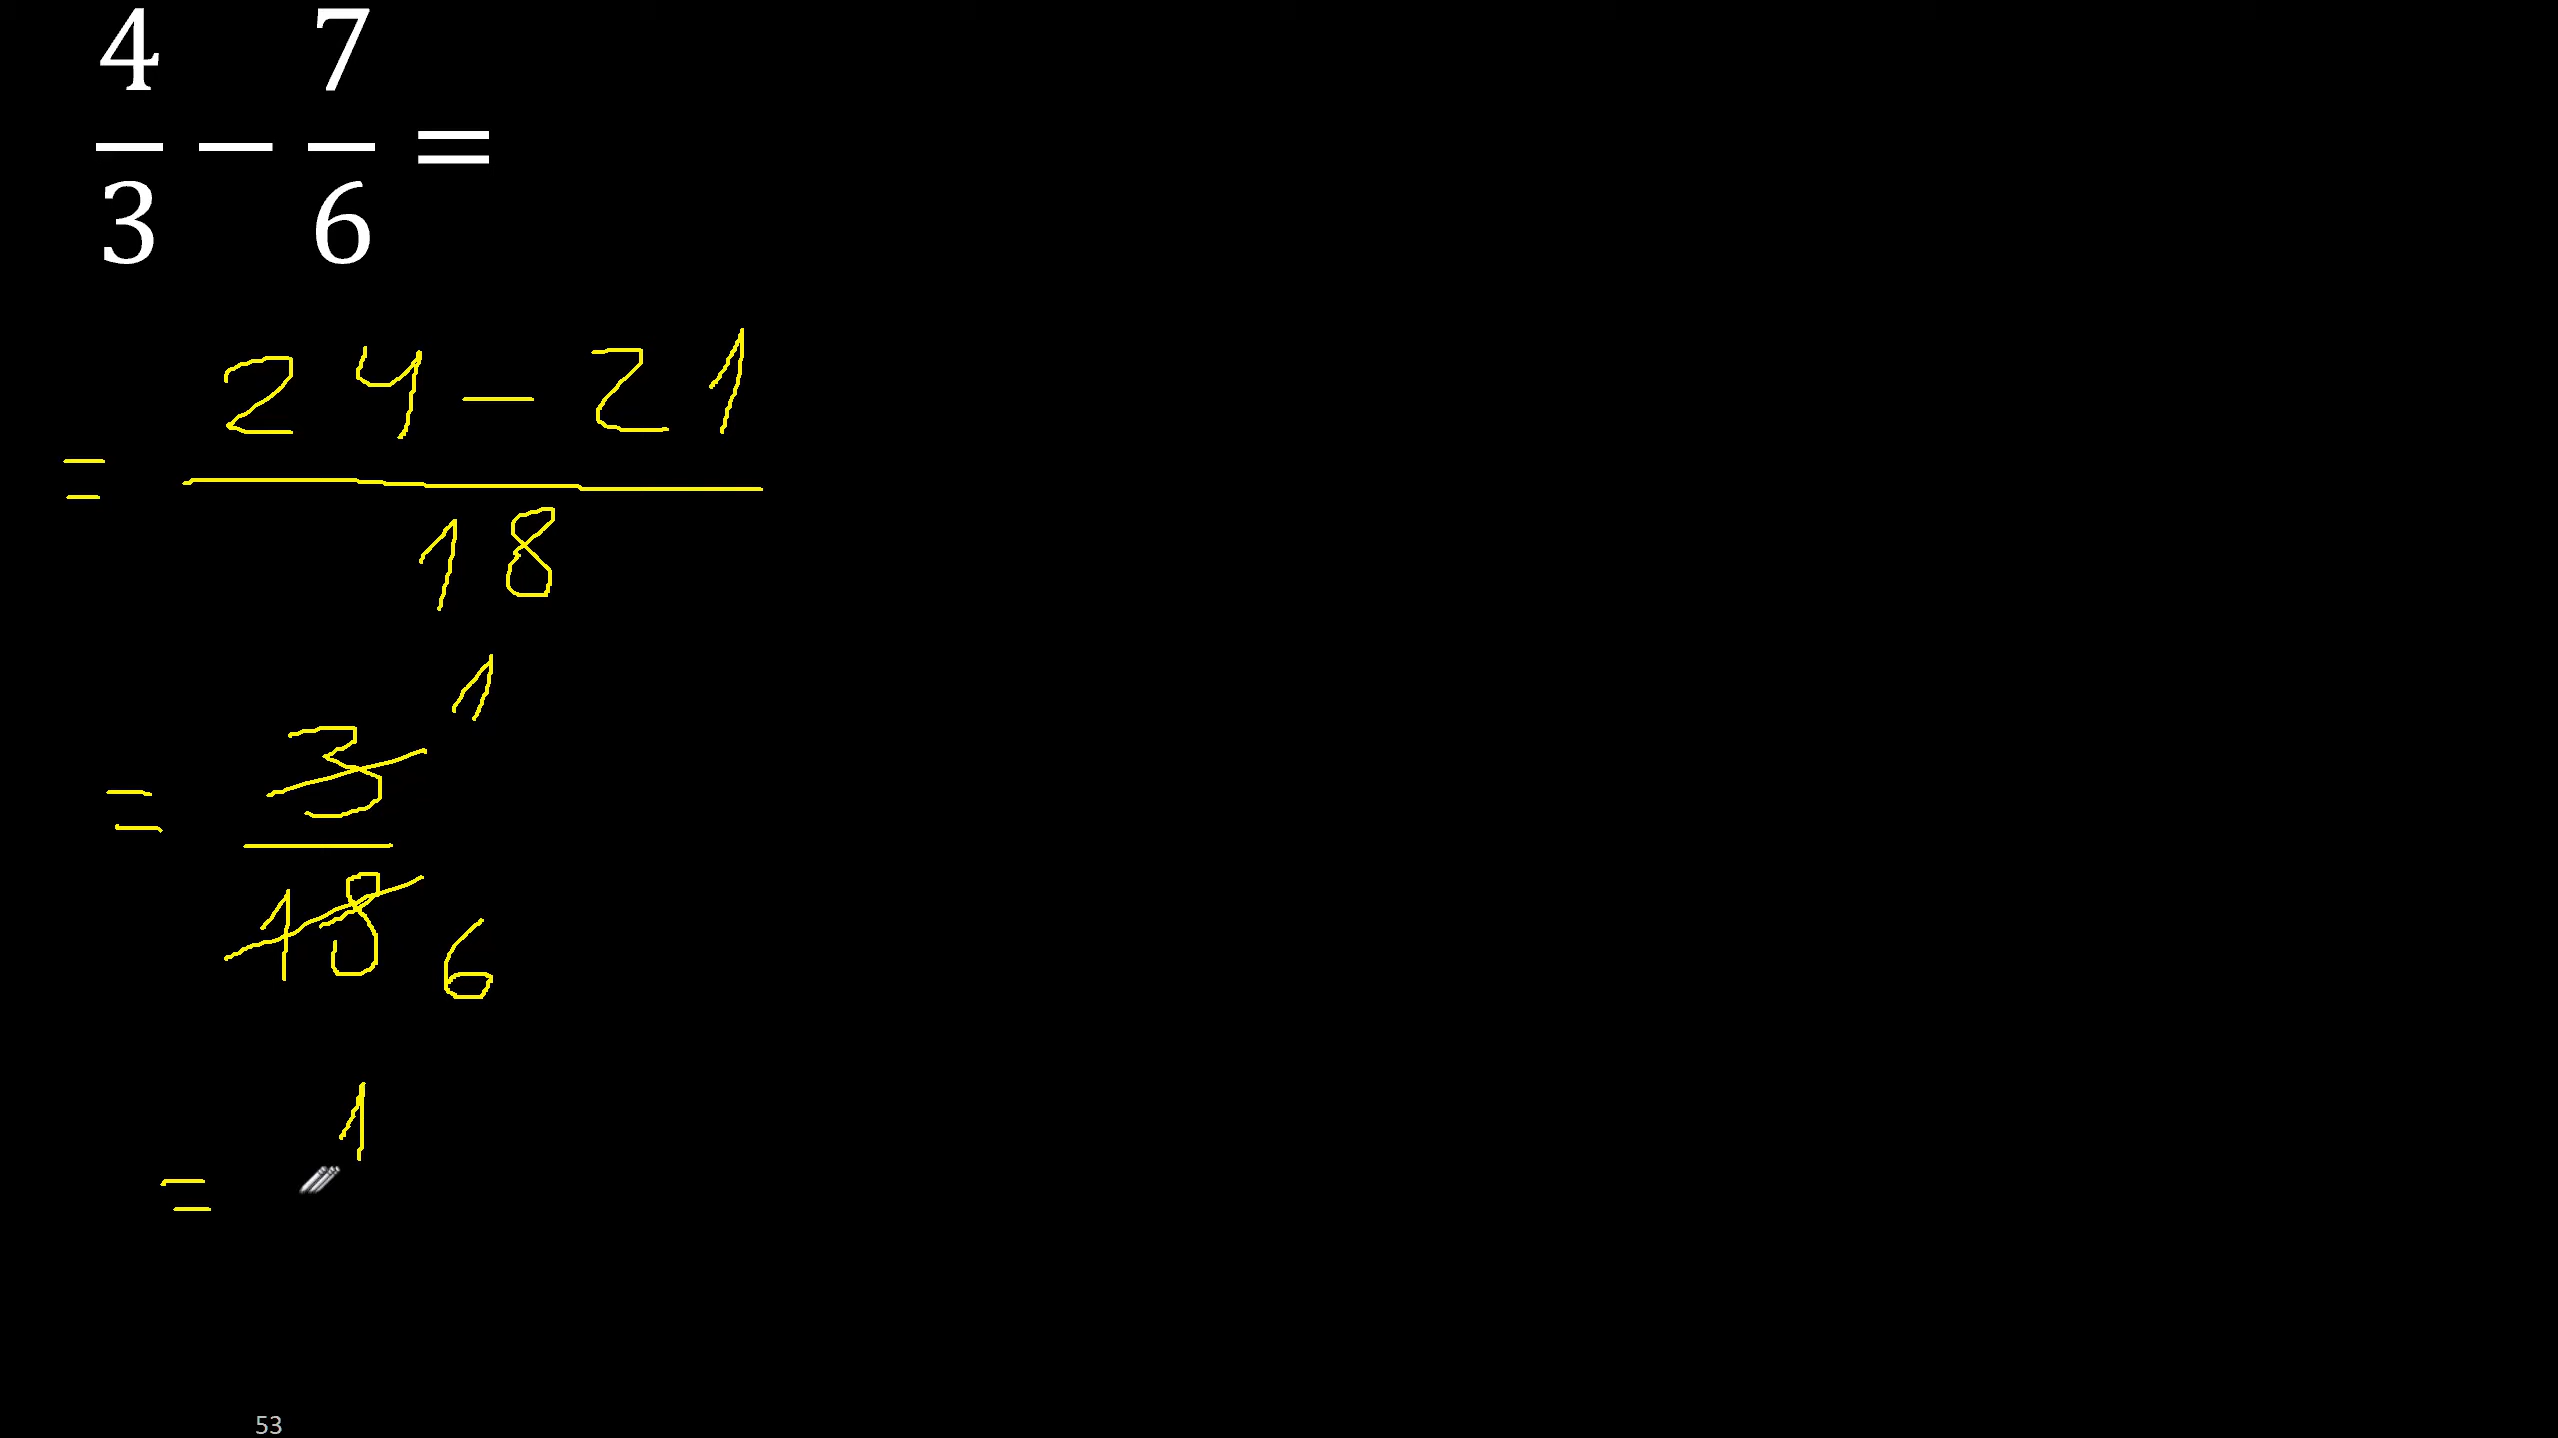 4/3 − 7/6 =
= 24 − 21
18
= 3 1
18 6
= 1
53